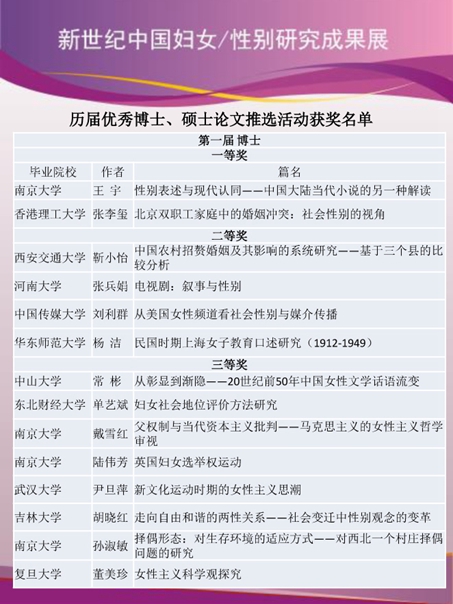 新世纪中国妇女/性别研究成果展
历届优秀博士、硕士论文推选活动获奖名单
第一届 博士
一等奖
毕业院校 作者 篇名
南京大学 王 宇 性别表述与现代认同——中国大陆当代小说的另一种解读
香港理工大学 张李玺 北京双职工家庭中的婚姻冲突：社会性别的视角
二等奖
西安交通大学 靳小怡 中国农村招赘婚姻及其影响的系统研究——基于三个县的比
较分析
河南大学 张兵娟 电视剧：叙事与性别
中国传媒大学 刘利群 从美国女性频道看社会性别与媒介传播
华东师范大学 杨 洁 民国时期上海女子教育口述研究（1912-1949）
三等奖
中山大学 常 彬 从彰显到渐隐——20世纪前50年中国女性文学话语流变
东北财经大学 单艺斌 妇女社会地位评价方法研究
南京大学 戴雪红 父权制与当代资本主义批判——马克思主义的女性主义哲学
审视
南京大学 陆伟芳 英国妇女选举权运动
武汉大学 尹旦萍 新文化运动时期的女性主义思潮
吉林大学 胡晓红 走向自由和谐的两性关系——社会变迁中性别观念的变革
南京大学 孙淑敏 择偶形态：对生存环境的适应方式——对西北一个村庄择偶
问题的研究
复旦大学 董美珍 女性主义科学观探究